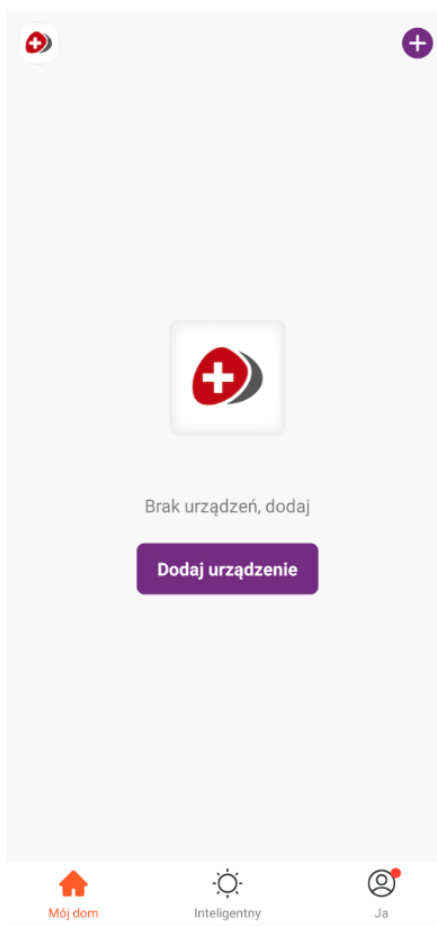 Brak urządzeń, dodaj
Dodaj urządzenie
Mój dom
Inteligentny
Ja